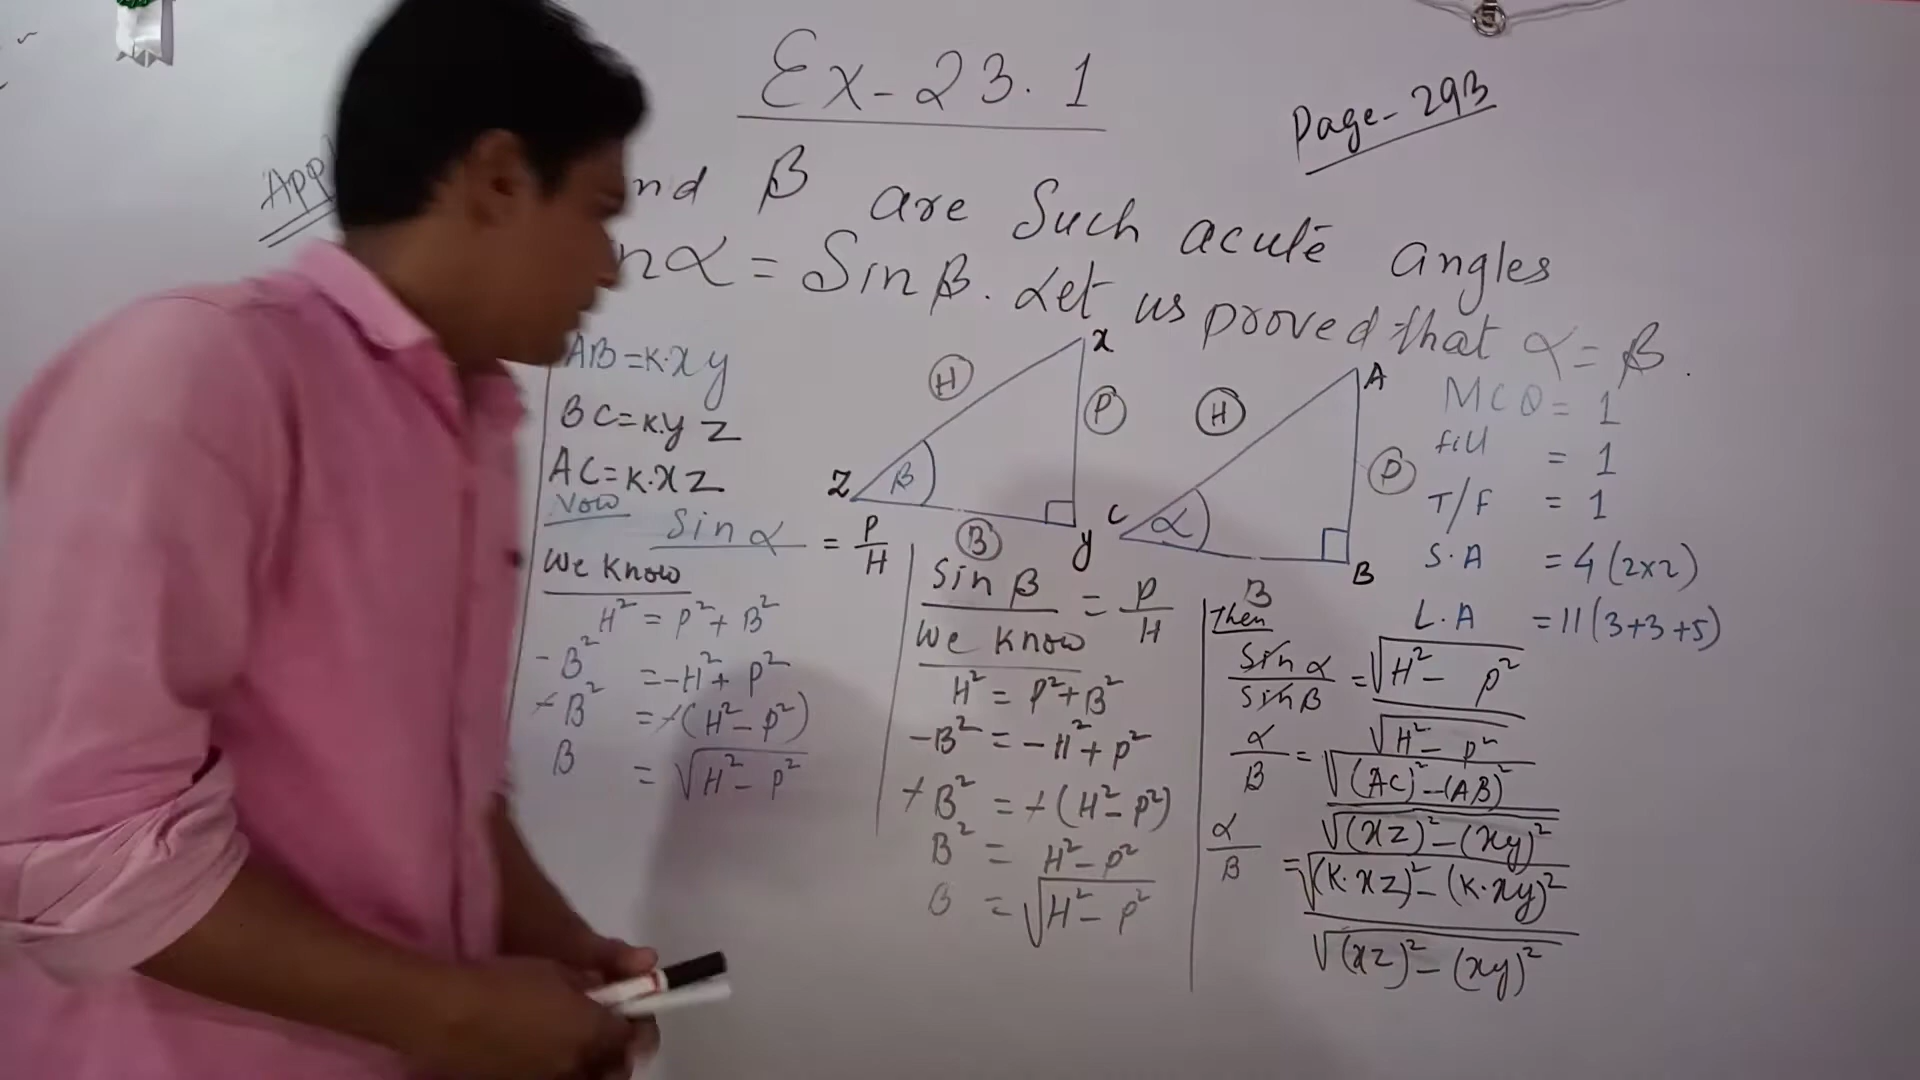 Ex-23.1
Page-293
App
nd β are Such acute angles
nα = Sin β. Let us proved that α = β.
AB=K.xy
BC=K.yz
AC=K.xz
Now
Sin α = P/H
We Know
H² = P² + B²
-B² = -H² + P²
-B² = -(H² - P²)
B = √H² - P²
x
H
P
Z
β
B
y
A
H
P
C
α
B
B
Sin β = P/H
We Know
H² = P² + B²
-B² = -H² + P²
-B² = -(H² - P²)
B² = H² - P²
B = √H² - P²
MCQ = 1
fill = 1
T/F = 1
S.A = 4 (2x2)
L.A = 11 (3+3+5)
Then
Sin α / Sin β = √H² - P² / √H² - P²
α / β = √(AC)² - (AB)² / √(xz)² - (xy)²
α / β = √(K.xz)² - (K.xy)² / √(xz)² - (xy)²